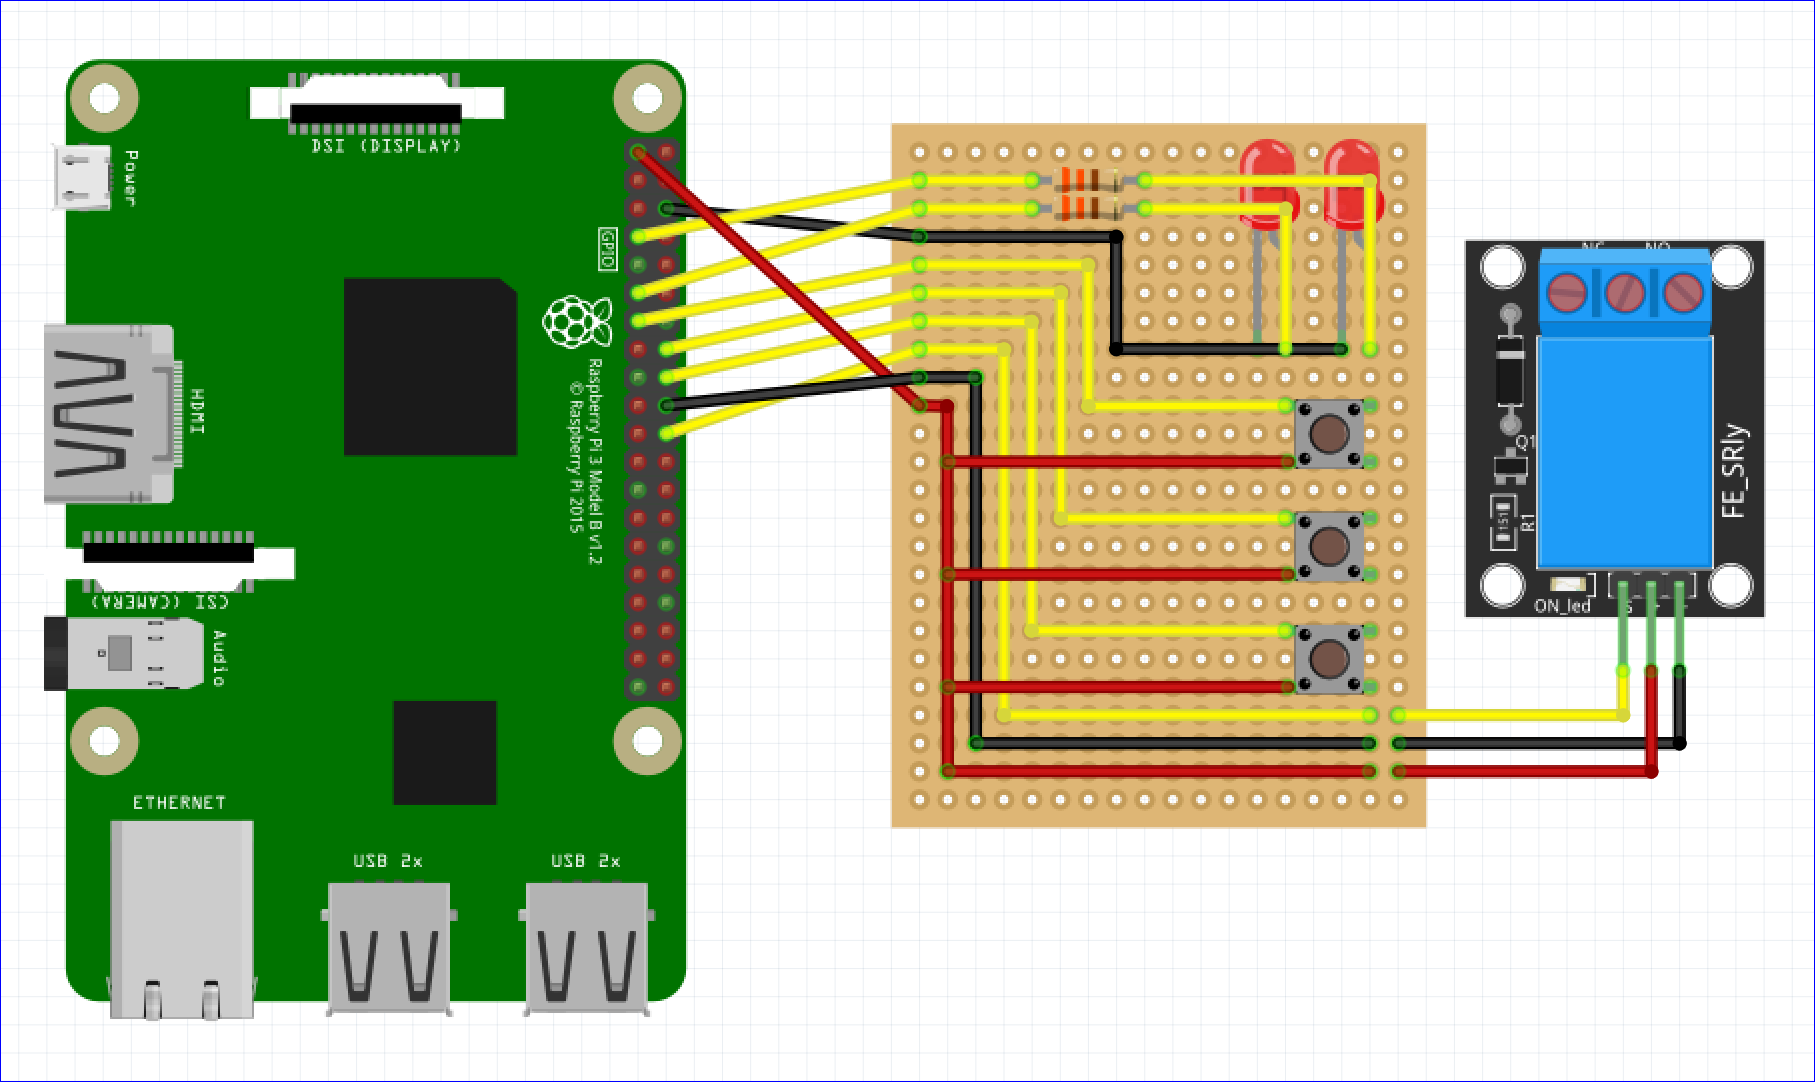 DSI (DISPLAY)
Power
GPIO
HDMI
Raspberry Pi 3 Model B v1.2
© Raspberry Pi 2015
CSI (CAMERA)
Audio
ETHERNET
USB 2x
USB 2x
NC
NO
Q1
R1
151
FE_SRly
ON_led
S
+
-